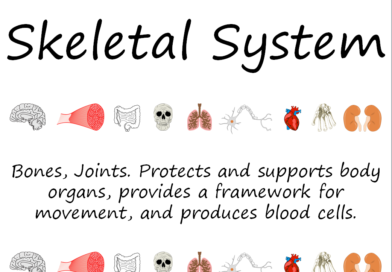 Skeletal System
Bones, Joints. Protects and supports body
organs, provides a framework for
movement, and produces blood cells.